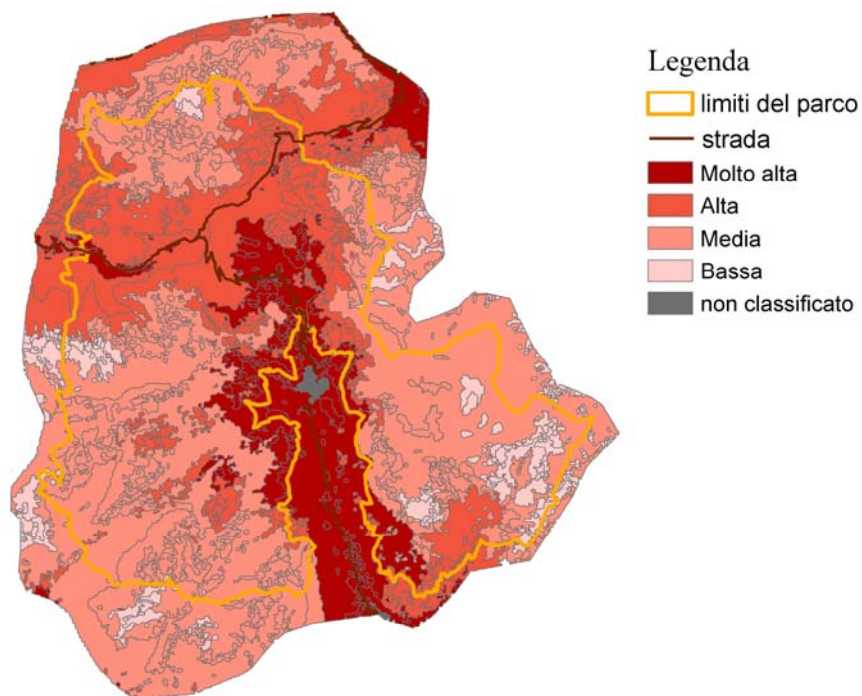 Legenda
limiti del parco
strada
Molto alta
Alta
Media
Bassa
non classificato